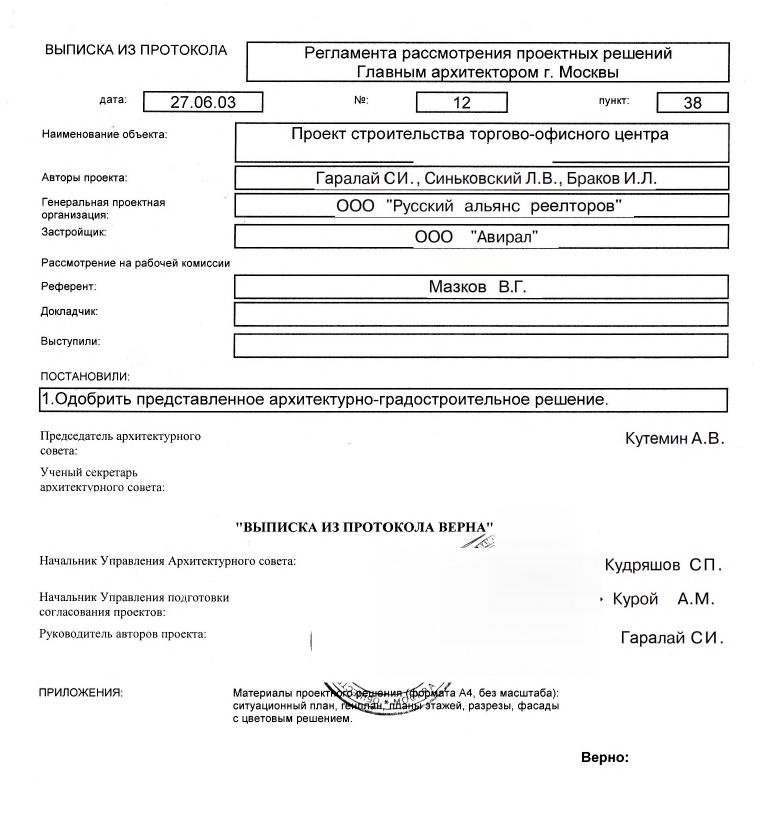 ВЫПИСКА ИЗ ПРОТОКОЛА
Регламента рассмотрения проектных решений
Главным архитектором г. Москвы
дата: 27.06.03 №: 12 пункт: 38
Наименование объекта: Проект строительства торгово-офисного центра
Авторы проекта: Гаралай СИ., Синьковский Л.В., Браков И.Л.
Генеральная проектная
организация: ООО "Русский альянс реелторов"
Застройщик: ООО "Авирал"
Рассмотрение на рабочей комиссии
Референт: Мазков В.Г.
Докладчик:
Выступили:
ПОСТАНОВИЛИ:
1.Одобрить представленное архитектурно-градостроительное решение.
Председатель архитектурного
совета: Кутемин А.В.
Ученый секретарь
архитектурного совета:
"ВЫПИСКА ИЗ ПРОТОКОЛА ВЕРНА"
Начальник Управления Архитектурного совета: Кудряшов СП.
Начальник Управления подготовки
согласования проектов: Курой А.М.
Руководитель авторов проекта: Гаралай СИ.
ПРИЛОЖЕНИЯ: Материалы проектного решения (формата А4, без масштаба):
ситуационный план, генплан, планы этажей, разрезы, фасады
с цветовым решением.
Верно: